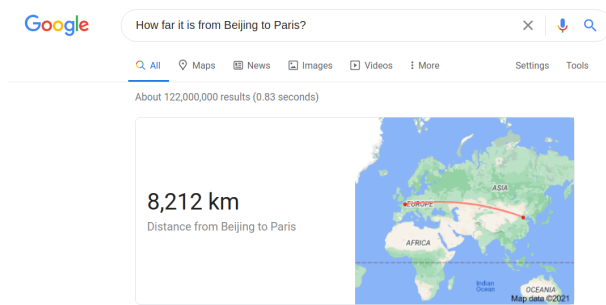 Google
How far it is from Beijing to Paris?
All Maps News Images Videos More Settings Tools
About 122,000,000 results (0.83 seconds)
8,212 km
Distance from Beijing to Paris
ASIA
EUROPE
AFRICA
Indian
Ocean
OCEANIA
Map data ©2021